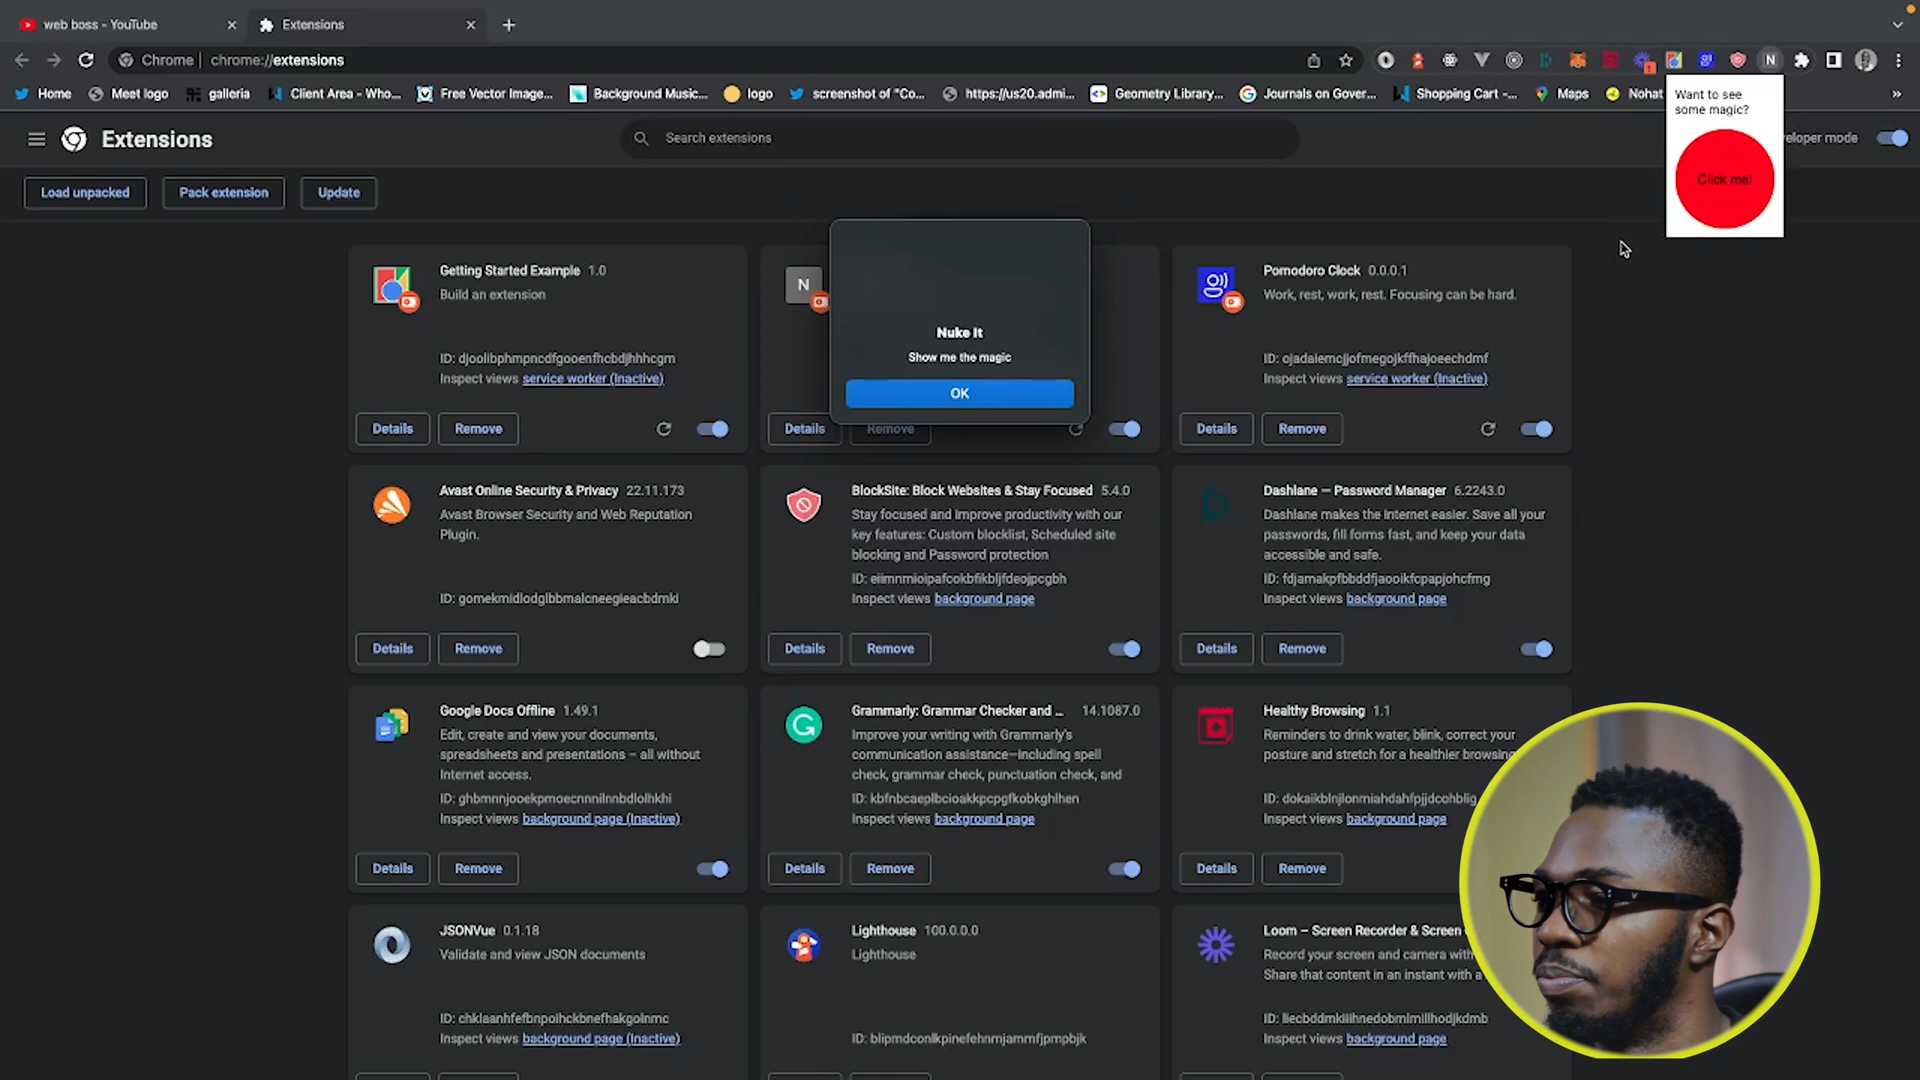 web boss - YouTube
Extensions
Chrome | chrome://extensions
Home
Meet logo
galleria
Client Area - Who...
Free Vector Image...
Background Music...
logo
screenshot of "Co...
https://us20.admi...
Geometry Library...
Journals on Gover...
Shopping Cart -...
Maps
Nohat
»
Want to see
some magic?
Click me!
Extensions
Search extensions
veloper mode
Load unpacked
Pack extension
Update
Nuke It
Show me the magic
OK
Getting Started Example 1.0
Build an extension
ID: djoolibphmpncdfgooenfhcbdjhhhcgm
Inspect views service worker (Inactive)
Details
Remove
N
Details
Remove
Pomodoro Clock 0.0.0.1
Work, rest, work, rest. Focusing can be hard.
ID: ojadalemcjjofmegojkffhajoeechdmf
Inspect views service worker (Inactive)
Details
Remove
Avast Online Security & Privacy 22.11.173
Avast Browser Security and Web Reputation
Plugin.
ID: gomekmidlodglbbmalcneegieacbdmki
Details
Remove
BlockSite: Block Websites & Stay Focused 5.4.0
Stay focused and improve productivity with our
key features: Custom blocklist, Scheduled site
blocking and Password protection
ID: eiimnmioipafcokbfikbljfdeojpcgbh
Inspect views background page
Details
Remove
Dashlane — Password Manager 6.2243.0
Dashlane makes the internet easier. Save all your
passwords, fill forms fast, and keep your data
accessible and safe.
ID: fdjamakpfbbddfjaooikfcpapjohcfmg
Inspect views background page
Details
Remove
Google Docs Offline 1.49.1
Edit, create and view your documents,
spreadsheets and presentations – all without
Internet access.
ID: ghbmnnjooekpmoecnnnilnnbdlolhkhi
Inspect views background page (Inactive)
Details
Remove
Grammarly: Grammar Checker and ... 14.1087.0
Improve your writing with Grammarly's
communication assistance—including spell
check, grammar check, punctuation check, and
ID: kbfnbcaeplbcioakkpcpgfkobkghlhen
Inspect views background page
Details
Remove
Healthy Browsing 1.1
Reminders to drink water, blink, correct your
posture and stretch for a healthier browsing
ID: dokaikblnjlonmiahdahfpjjdcohblig
Inspect views background page
Details
Remove
JSONVue 0.1.18
Validate and view JSON documents
ID: chklaanhfefbnpoihckbnefhakgolnmc
Inspect views background page (Inactive)
Lighthouse 100.0.0.0
Lighthouse
ID: blipmdconlkpinefehnmjammfjpmpbjk
Loom – Screen Recorder & Screen
Record your screen and camera with
Share that content in an instant with a
ID: liecbddmkiiihnedobmlmillhodjkdmb
Inspect views background page